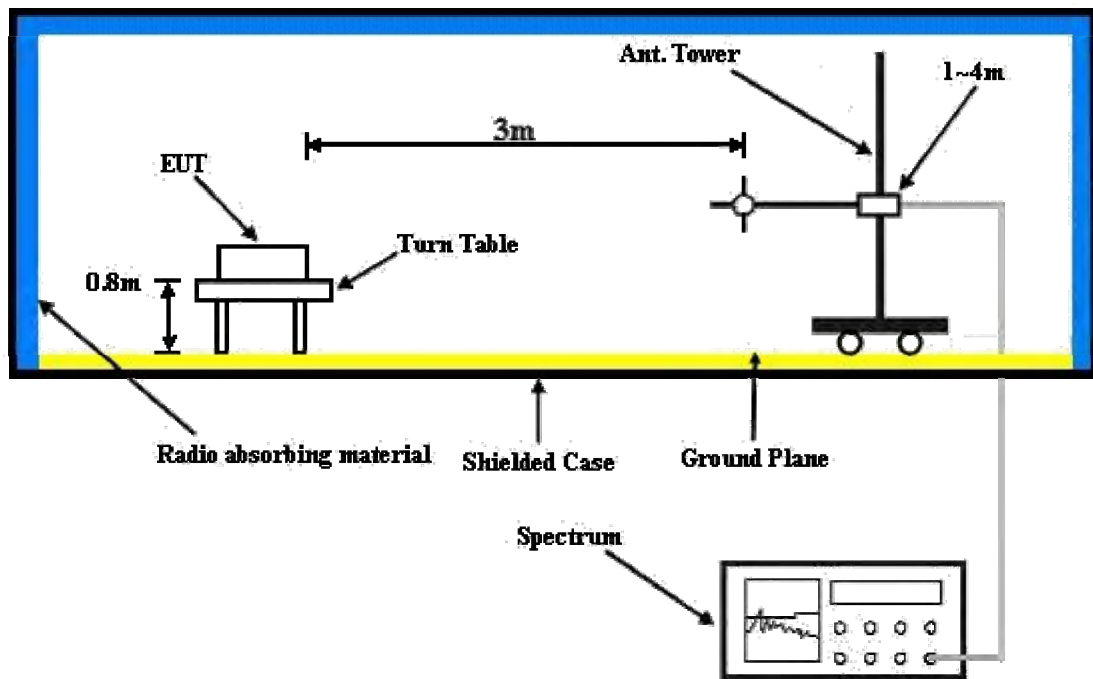 Ant. Tower
1~4m
3m
EUT
Turn Table
0.8m
Radio absorbing material
Shielded Case
Ground Plane
Spectrum